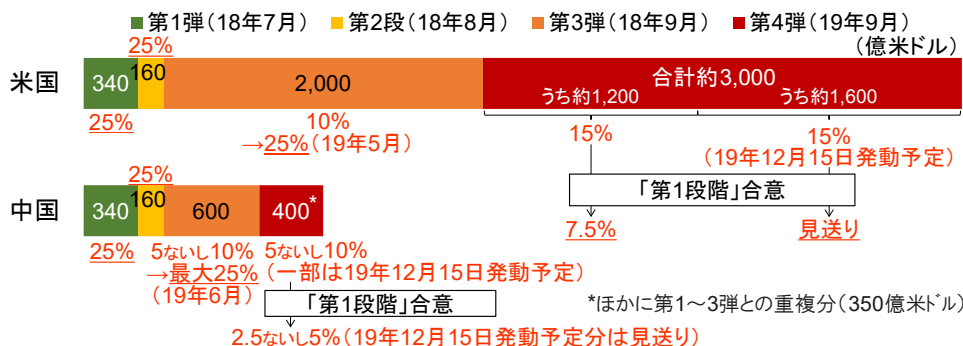 ■第1弾（18年7月） ■第2段（18年8月） ■第3弾（18年9月） ■第4弾（19年9月）
（億米ドル）
25%
米国 340 160 2,000 合計約3,000
うち約1,200 うち約1,600
25% 10% 15% 15%
→25%（19年5月） （19年12月15日発動予定）
「第1段階」合意
7.5% 見送り
25%
中国 340 160 600 400*
25% 5ないし10% 5ないし10%
→最大25% （一部は19年12月15日発動予定）
（19年6月）
「第1段階」合意
*ほかに第1～3弾との重複分（350億米ドル）
2.5ないし5%（19年12月15日発動予定分は見送り）